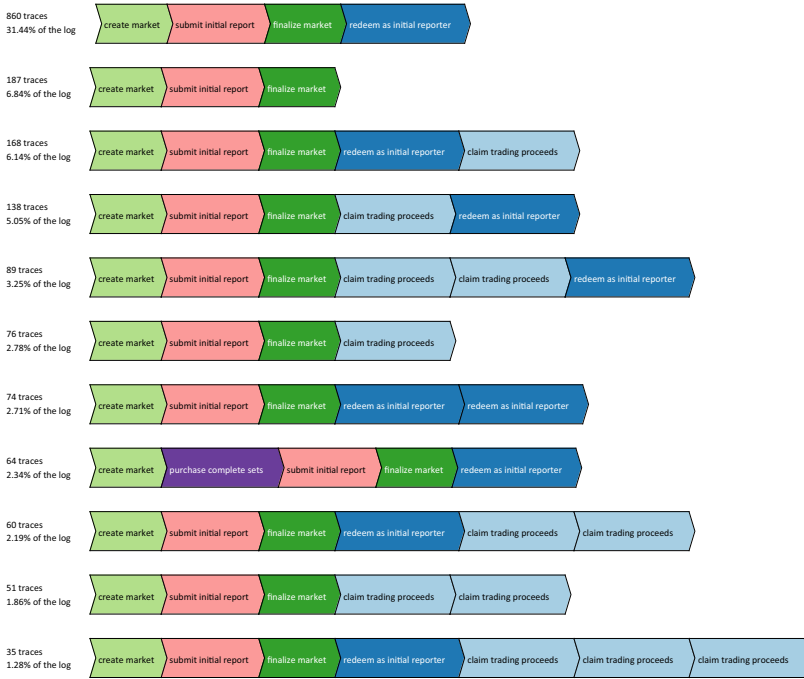 860 traces
31.44% of the log
create market submit initial report finalize market redeem as initial reporter
187 traces
6.84% of the log
create market submit initial report finalize market
168 traces
6.14% of the log
create market submit initial report finalize market redeem as initial reporter claim trading proceeds
138 traces
5.05% of the log
create market submit initial report finalize market claim trading proceeds redeem as initial reporter
89 traces
3.25% of the log
create market submit initial report finalize market claim trading proceeds claim trading proceeds redeem as initial reporter
76 traces
2.78% of the log
create market submit initial report finalize market claim trading proceeds
74 traces
2.71% of the log
create market submit initial report finalize market redeem as initial reporter redeem as initial reporter
64 traces
2.34% of the log
create market purchase complete sets submit initial report finalize market redeem as initial reporter
60 traces
2.19% of the log
create market submit initial report finalize market redeem as initial reporter claim trading proceeds claim trading proceeds
51 traces
1.86% of the log
create market submit initial report finalize market claim trading proceeds claim trading proceeds
35 traces
1.28% of the log
create market submit initial report finalize market redeem as initial reporter claim trading proceeds claim trading proceeds claim trading proceeds